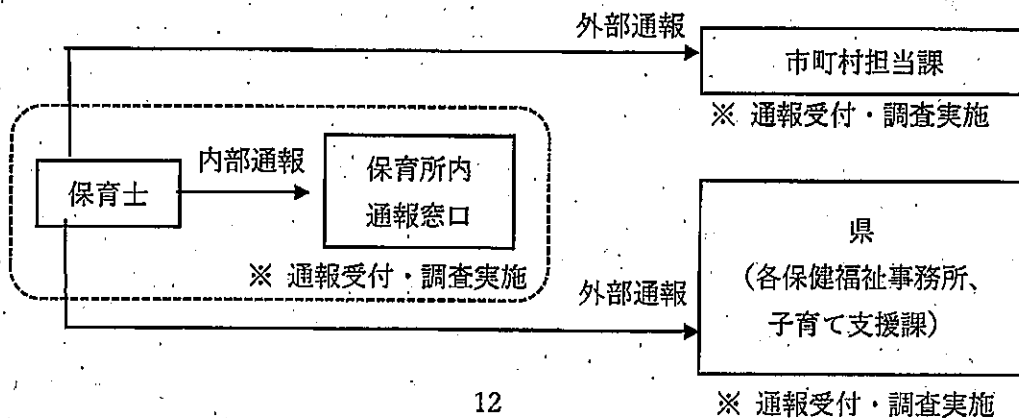 外部通報
市町村担当課
※ 通報受付・調査実施
保育士
内部通報
保育所内
通報窓口
※ 通報受付・調査実施
外部通報
県
(各保健福祉事務所、
子育て支援課)
※ 通報受付・調査実施
12